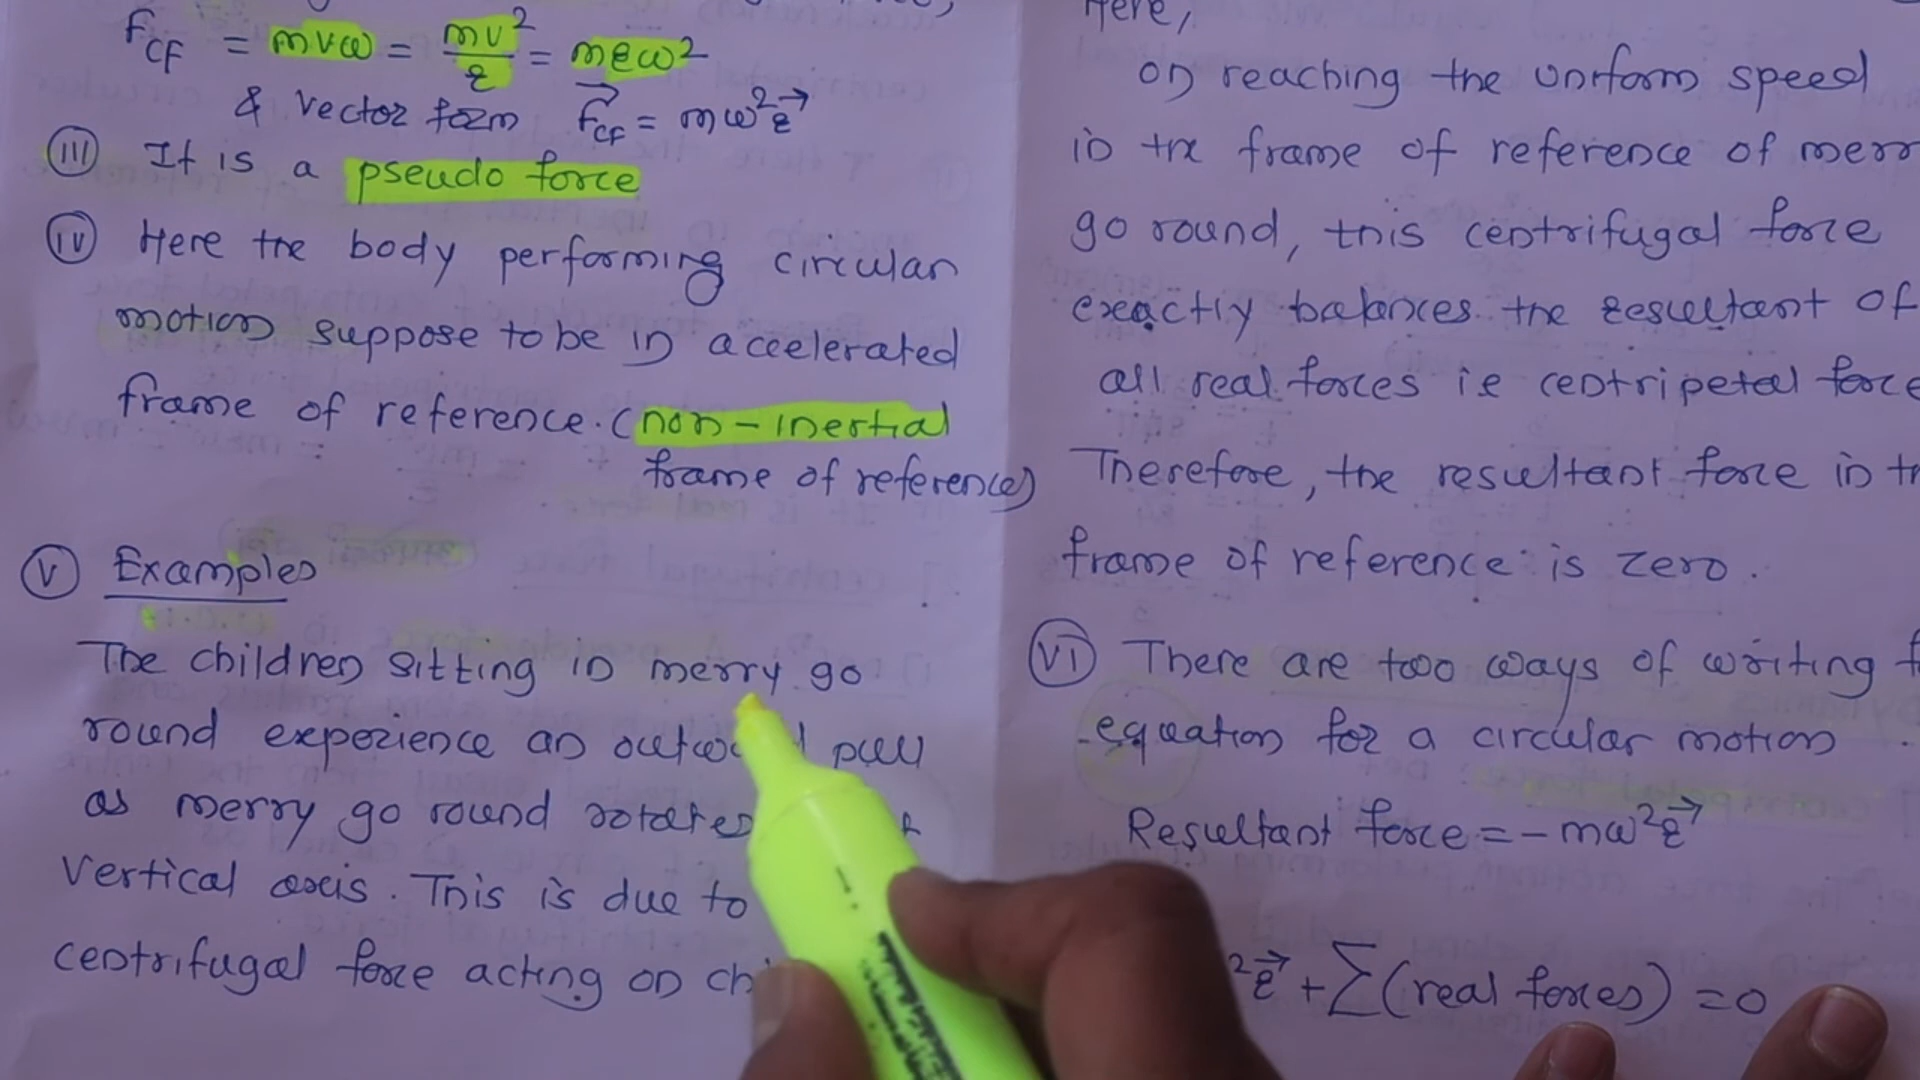 F_CF = mvω = mv²/r = mrω²
& vector form F⃗_CF = mω²r⃗
(III) It is a pseudo force
(IV) Here the body performing circular
motion suppose to be in accelerated
frame of reference. (non-inertial
frame of reference)
(V) Examples
The children sitting in merry go
round experience an outward pull
as merry go round rotates
vertical axis. This is due to
centrifugal force acting on
Here,
on reaching the uniform speed
in the frame of reference of
go round, this centrifugal force
exactly balances the resultant of
all real forces ie centripetal force
Therefore, the resultant force in
frame of reference is zero.
(VI) There are two ways of writing
equation for a circular motion
Resultant force = -mω²r⃗
²r⃗ + Σ(real forces) = 0